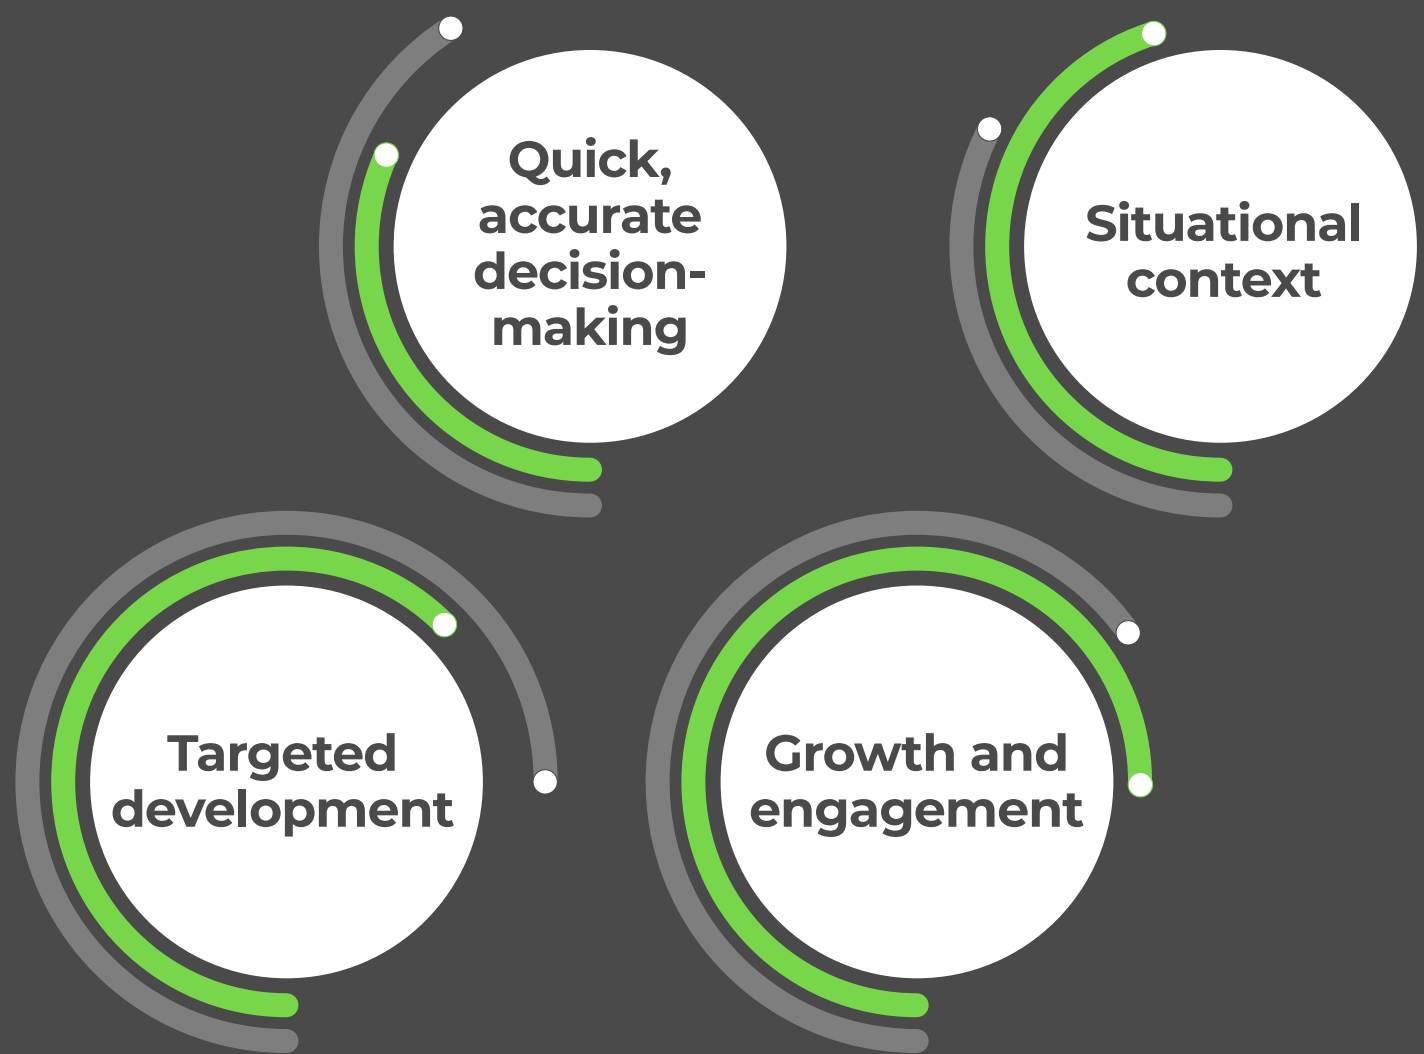 Quick,
accurate
decision-
making
Situational
context
Targeted
development
Growth and
engagement